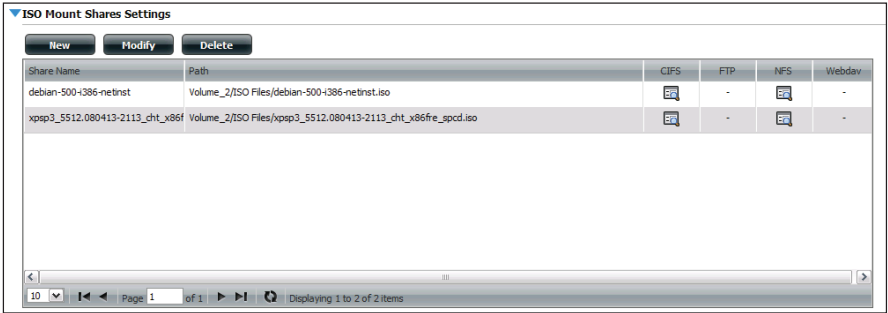 ISO Mount Shares Settings
New Modify Delete
Share Name Path CIFS FTP NFS Webdav
debian-500-i386-netinst Volume_2/ISO Files/debian-500-i386-netinst.iso - -
xpsp3_5512.080413-2113_cht_x86f Volume_2/ISO Files/xpsp3_5512.080413-2113_cht_x86fre_spcd.iso - -
10 Page 1 of 1 Displaying 1 to 2 of 2 items